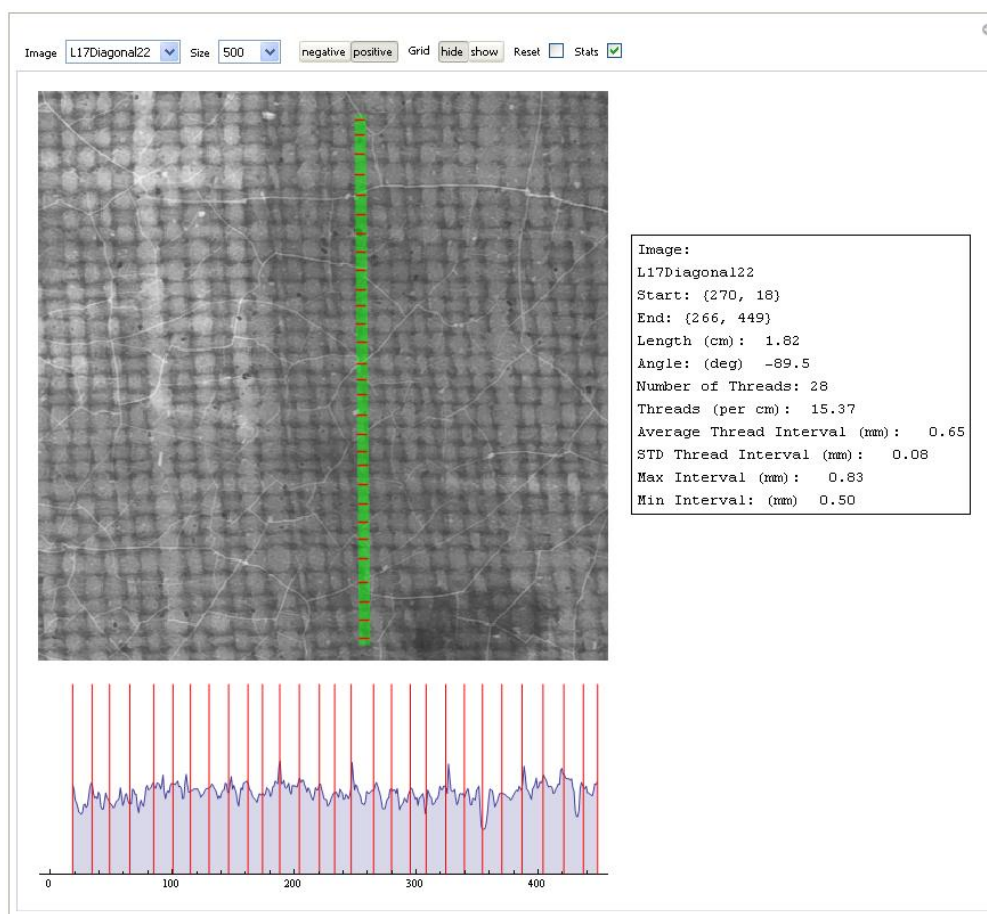 Image L17Diagonal22 Size 500 negative positive Grid hide show Reset Stats
Image:
L17Diagonal22
Start: {270, 18}
End: {266, 449}
Length (cm): 1.82
Angle: (deg) -89.5
Number of Threads: 28
Threads (per cm): 15.37
Average Thread Interval (mm): 0.65
STD Thread Interval (mm): 0.08
Max Interval (mm): 0.83
Min Interval: (mm) 0.50
0 100 200 300 400